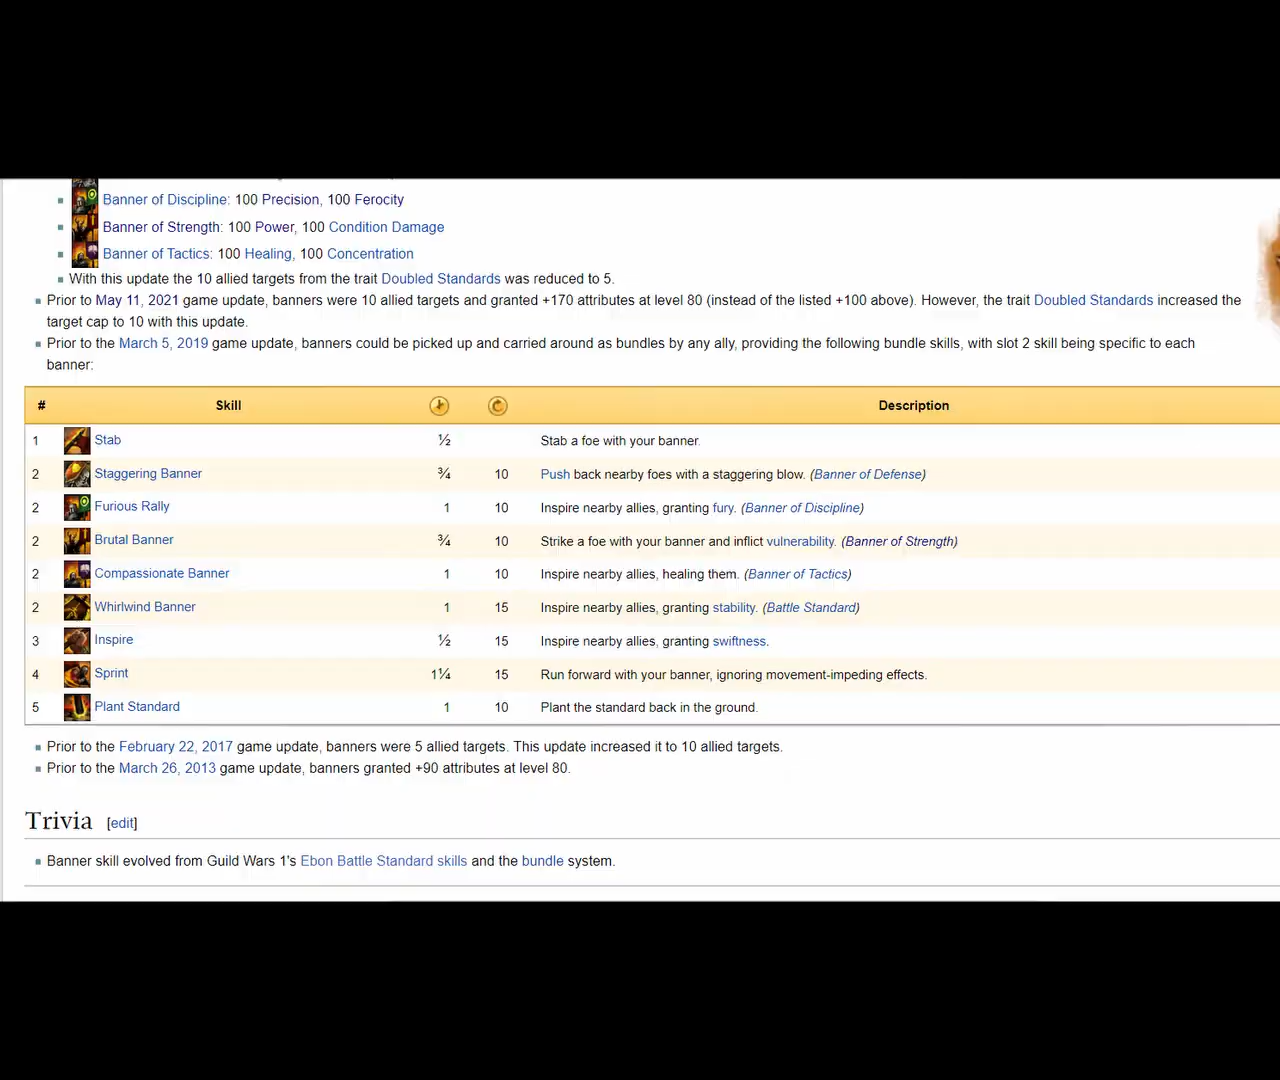 Banner of Discipline: 100 Precision, 100 Ferocity
Banner of Strength: 100 Power, 100 Condition Damage
Banner of Tactics: 100 Healing, 100 Concentration
With this update the 10 allied targets from the trait Doubled Standards was reduced to 5.
Prior to May 11, 2021 game update, banners were 10 allied targets and granted +170 attributes at level 80 (instead of the listed +100 above). However, the trait Doubled Standards increased the
target cap to 10 with this update.
Prior to the March 5, 2019 game update, banners could be picked up and carried around as bundles by any ally, providing the following bundle skills, with slot 2 skill being specific to each
banner:
# Skill Description
1 Stab ½ Stab a foe with your banner.
2 Staggering Banner ¾ 10 Push back nearby foes with a staggering blow. (Banner of Defense)
2 Furious Rally 1 10 Inspire nearby allies, granting fury. (Banner of Discipline)
2 Brutal Banner ¾ 10 Strike a foe with your banner and inflict vulnerability. (Banner of Strength)
2 Compassionate Banner 1 10 Inspire nearby allies, healing them. (Banner of Tactics)
2 Whirlwind Banner 1 15 Inspire nearby allies, granting stability. (Battle Standard)
3 Inspire ½ 15 Inspire nearby allies, granting swiftness.
4 Sprint 1¼ 15 Run forward with your banner, ignoring movement-impeding effects.
5 Plant Standard 1 10 Plant the standard back in the ground.
Prior to the February 22, 2017 game update, banners were 5 allied targets. This update increased it to 10 allied targets.
Prior to the March 26, 2013 game update, banners granted +90 attributes at level 80.
Trivia [edit]
Banner skill evolved from Guild Wars 1's Ebon Battle Standard skills and the bundle system.